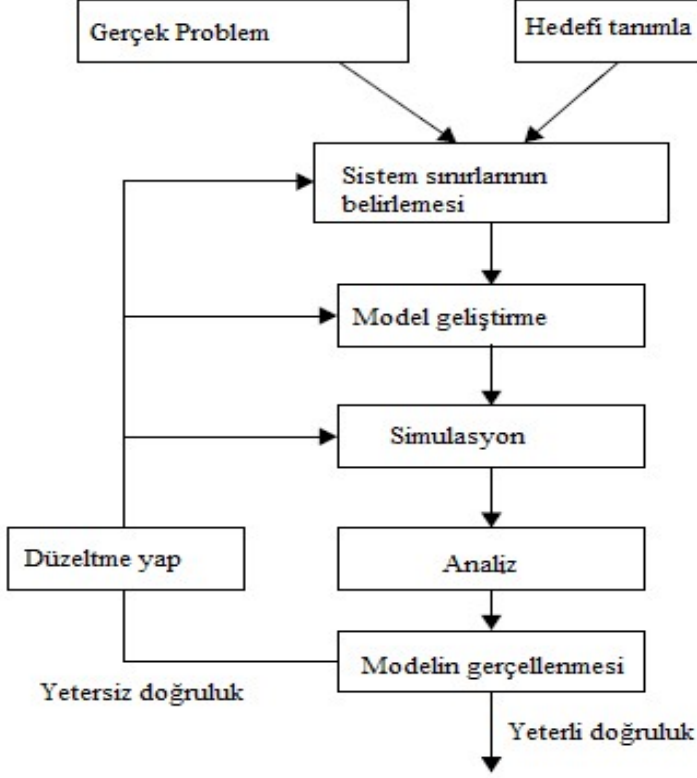 Gerçek Problem
Hedefi tanımla
Sistem sınırlarının
belirlemesi
Model geliştirme
Simulasyon
Düzeltme yap
Analiz
Modelin gerçellenmesi
Yetersiz doğruluk
Yeterli doğruluk